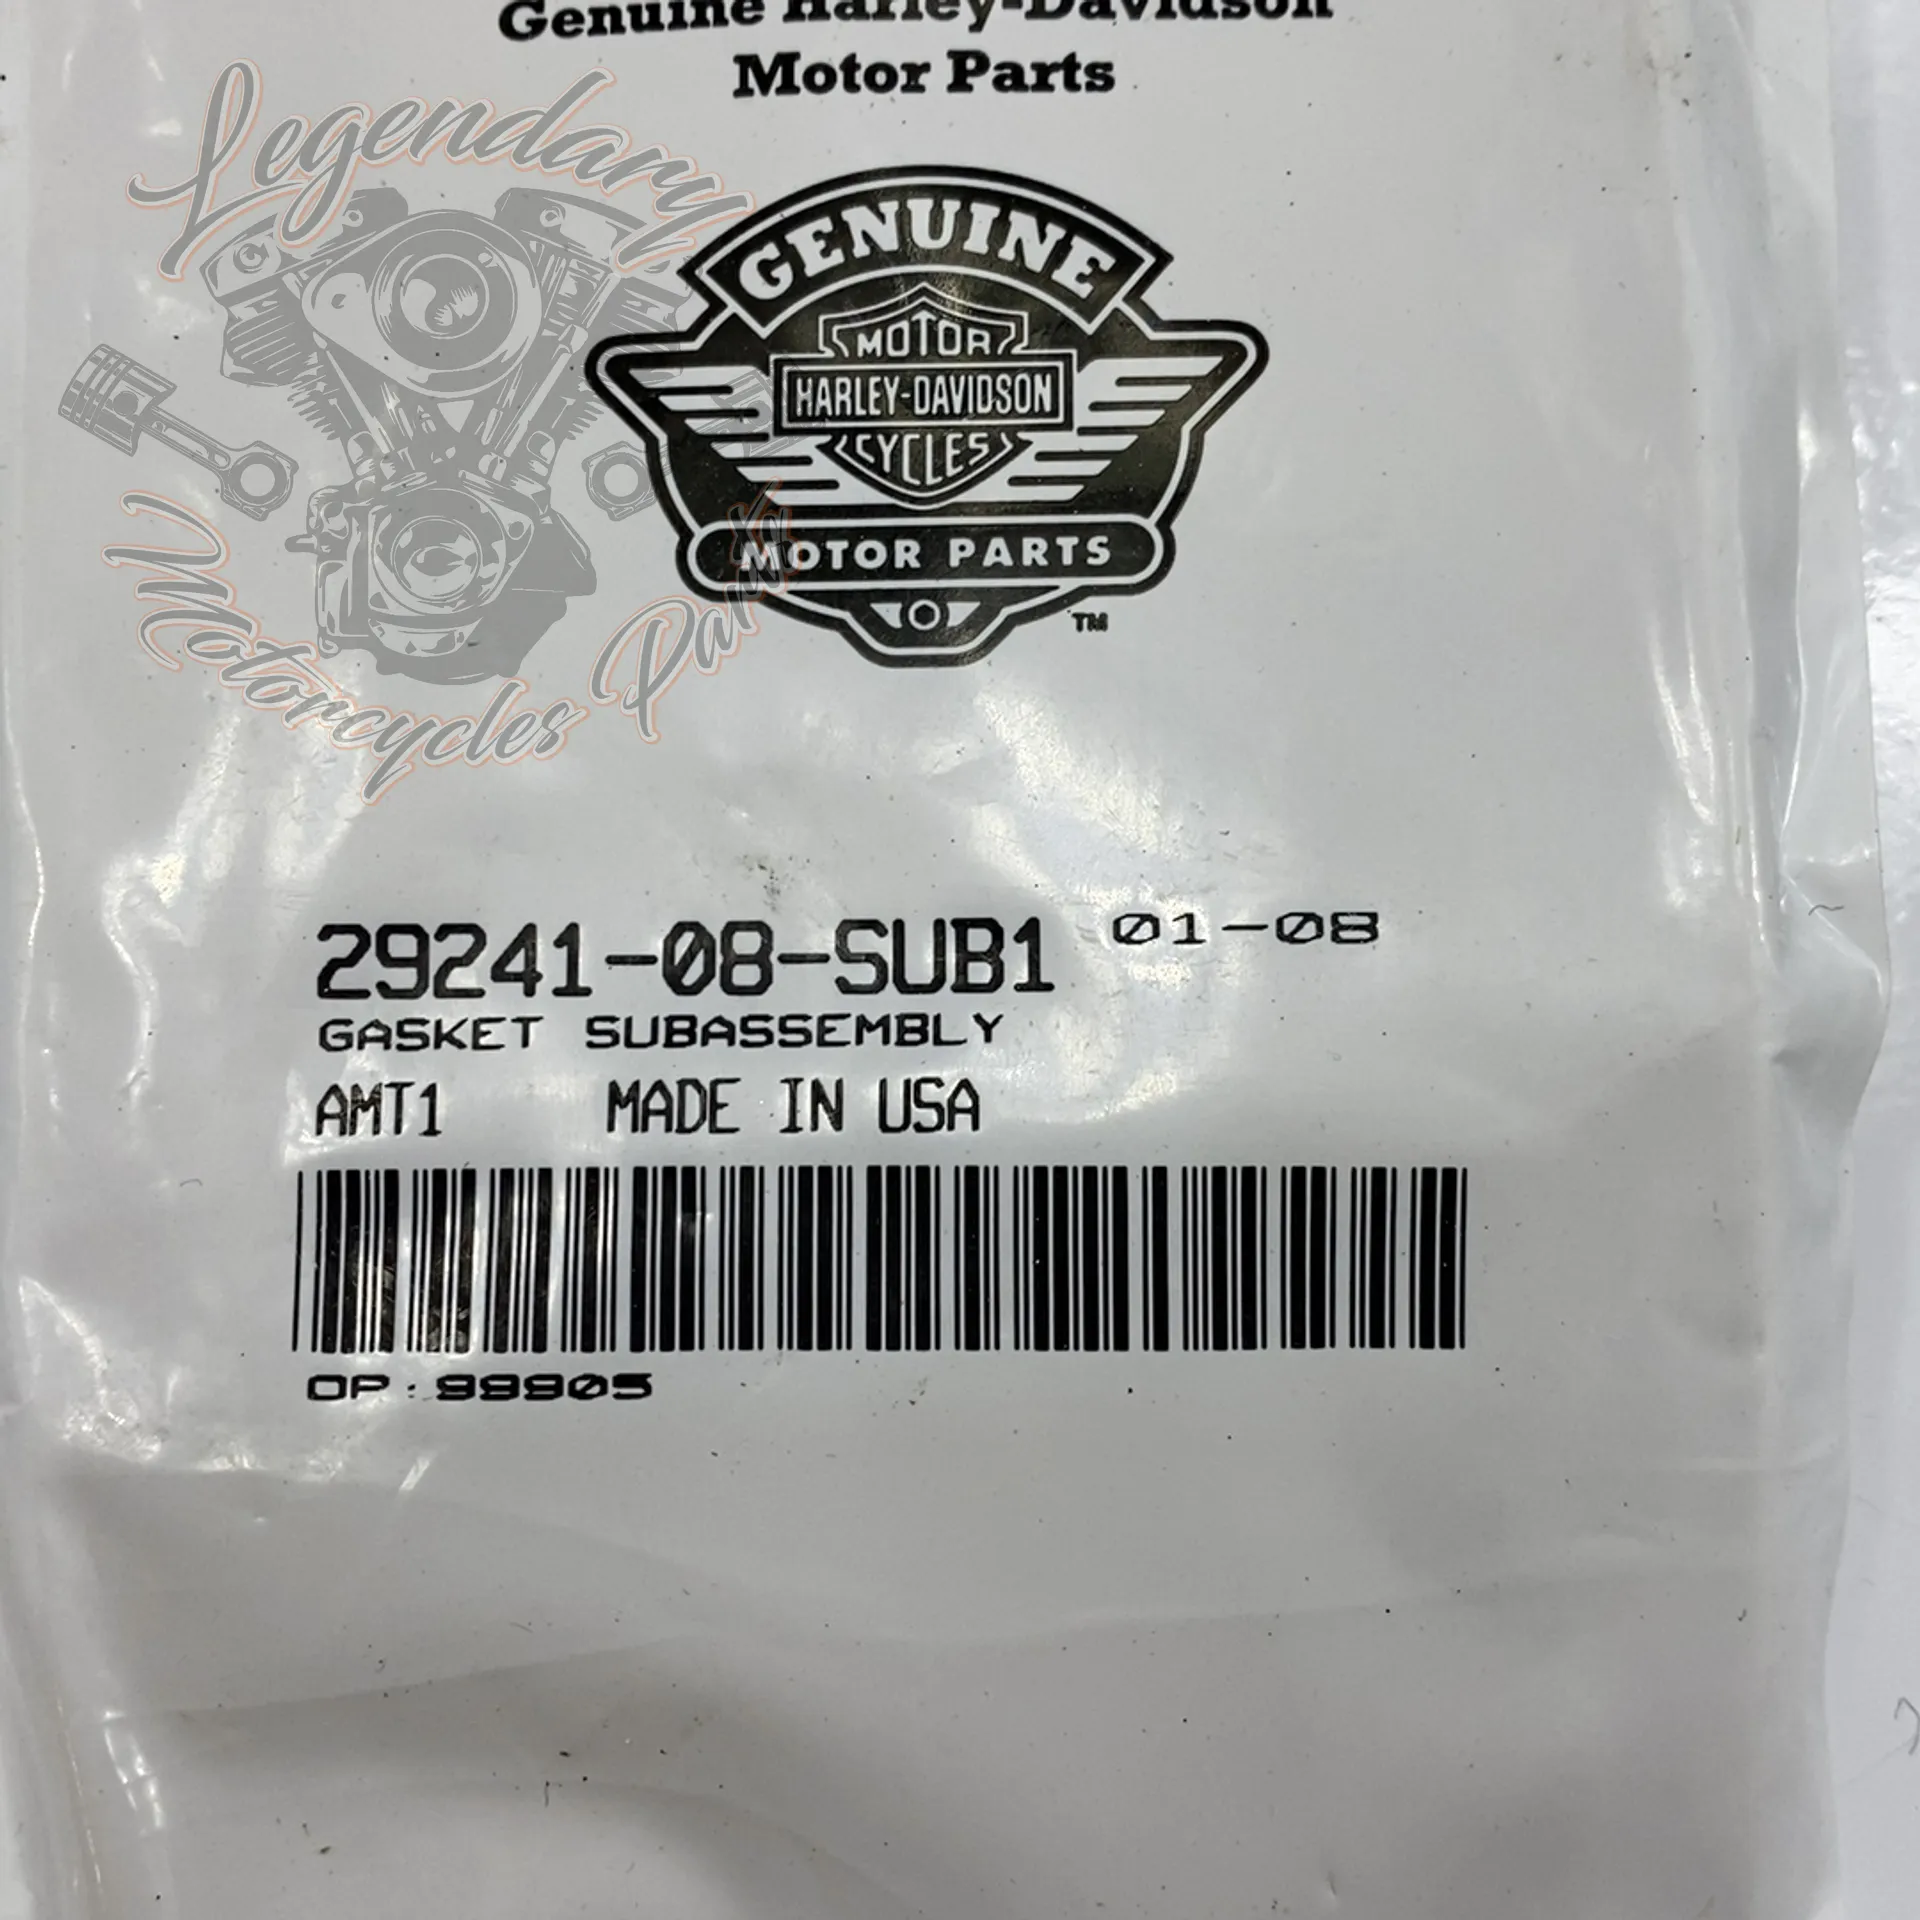 Genuine Harley-Davidson
Motor Parts
Legendary
Motorcycles Parts
GENUINE
MOTOR
HARLEY-DAVIDSON
CYCLES
MOTOR PARTS
TM
29241-08-SUB1 01-08
GASKET SUBASSEMBLY
AMT1 MADE IN USA
OP:99905